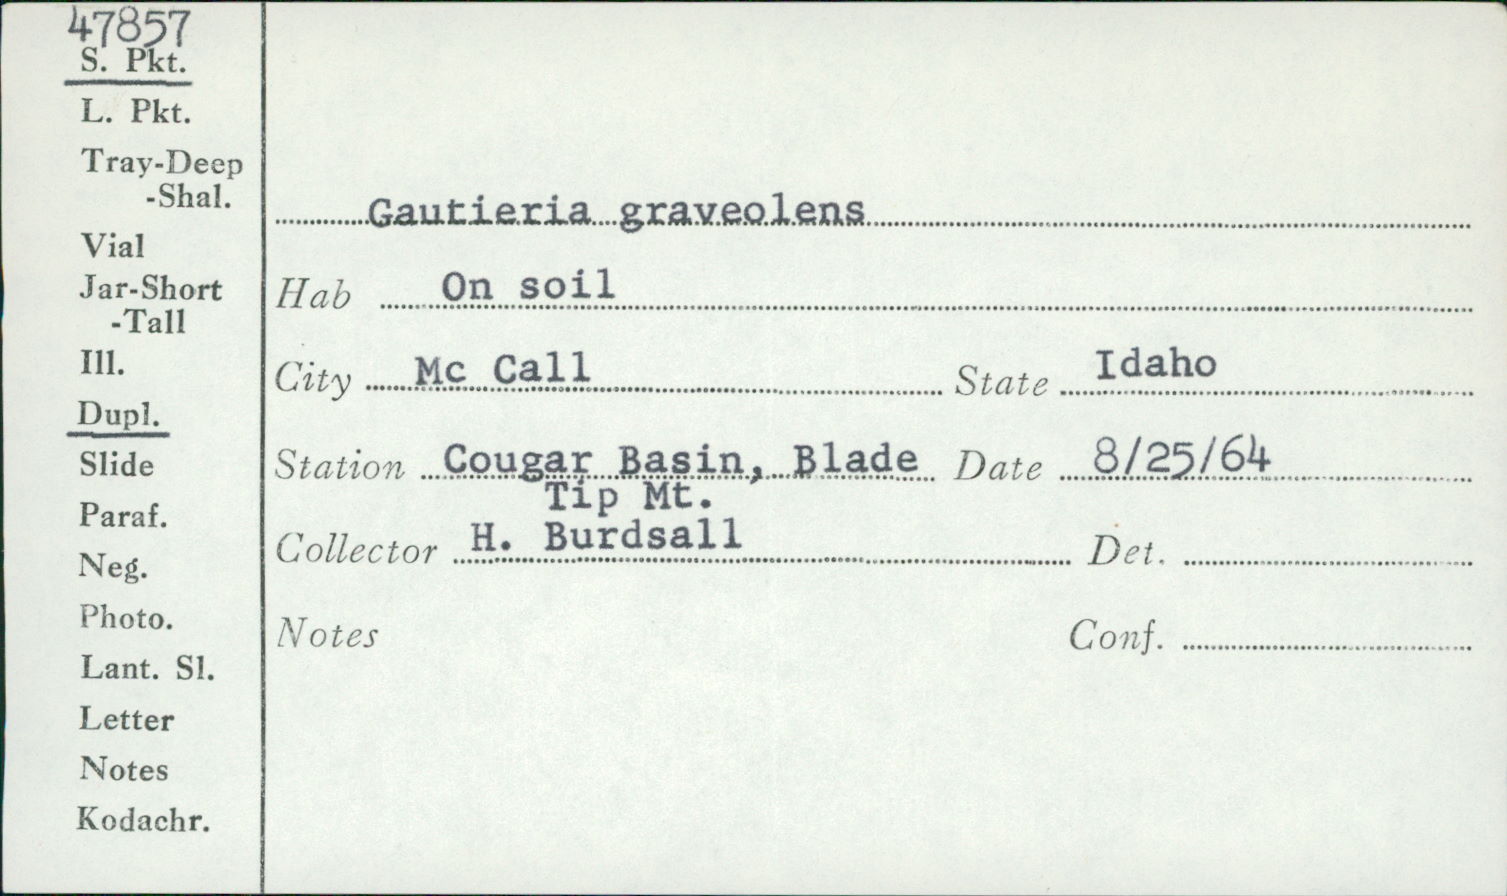 47857
S. Pkt.
L. Pkt.
Tray-Deep
-Shal.
Vial
Jar-Short
-Tall
Ill.
Dupl.
Slide
Paraf.
Neg.
Photo.
Lant. Sl.
Letter
Notes
Kodachr.
Gautieria graveolens
Hab On soil
City Mc Call State Idaho
Station Cougar Basin, Blade Date 8/25/64
Tip Mt.
Collector H. Burdsall Det.
Notes Conf.